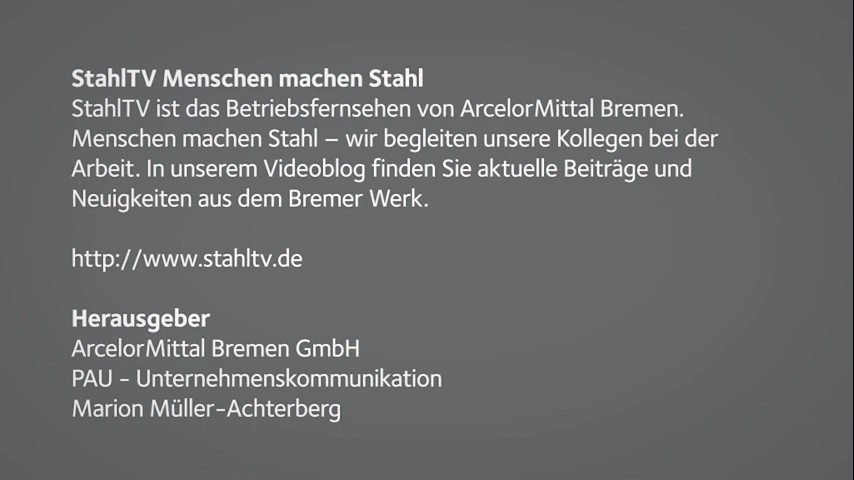 StahlTV Menschen machen Stahl
StahlTV ist das Betriebsfernsehen von ArcelorMittal Bremen.
Menschen machen Stahl – wir begleiten unsere Kollegen bei der
Arbeit. In unserem Videoblog finden Sie aktuelle Beiträge und
Neuigkeiten aus dem Bremer Werk.
http://www.stahltv.de
Herausgeber
ArcelorMittal Bremen GmbH
PAU - Unternehmenskommunikation
Marion Müller-Achterberg